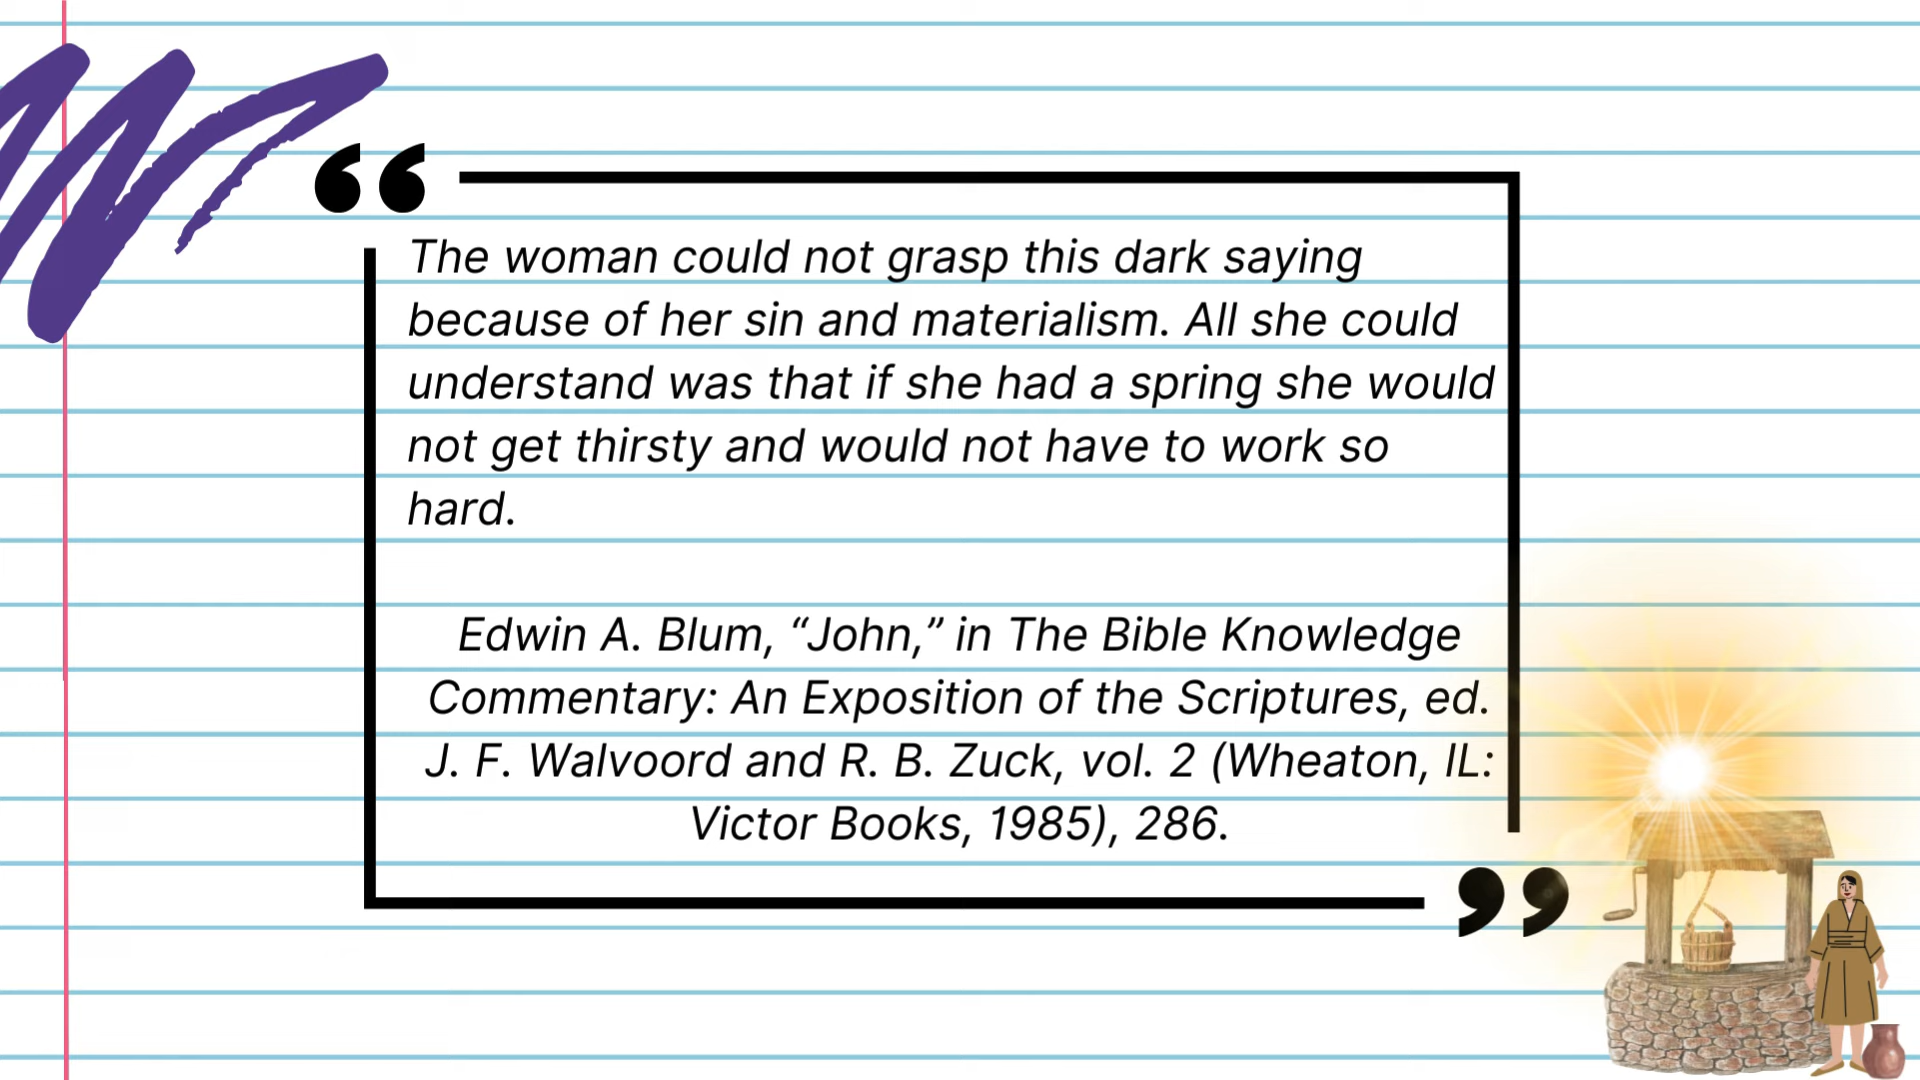 “
The woman could not grasp this dark saying
because of her sin and materialism. All she could
understand was that if she had a spring she would
not get thirsty and would not have to work so
hard.
Edwin A. Blum, “John,” in The Bible Knowledge
Commentary: An Exposition of the Scriptures, ed.
J. F. Walvoord and R. B. Zuck, vol. 2 (Wheaton, IL:
Victor Books, 1985), 286.
”